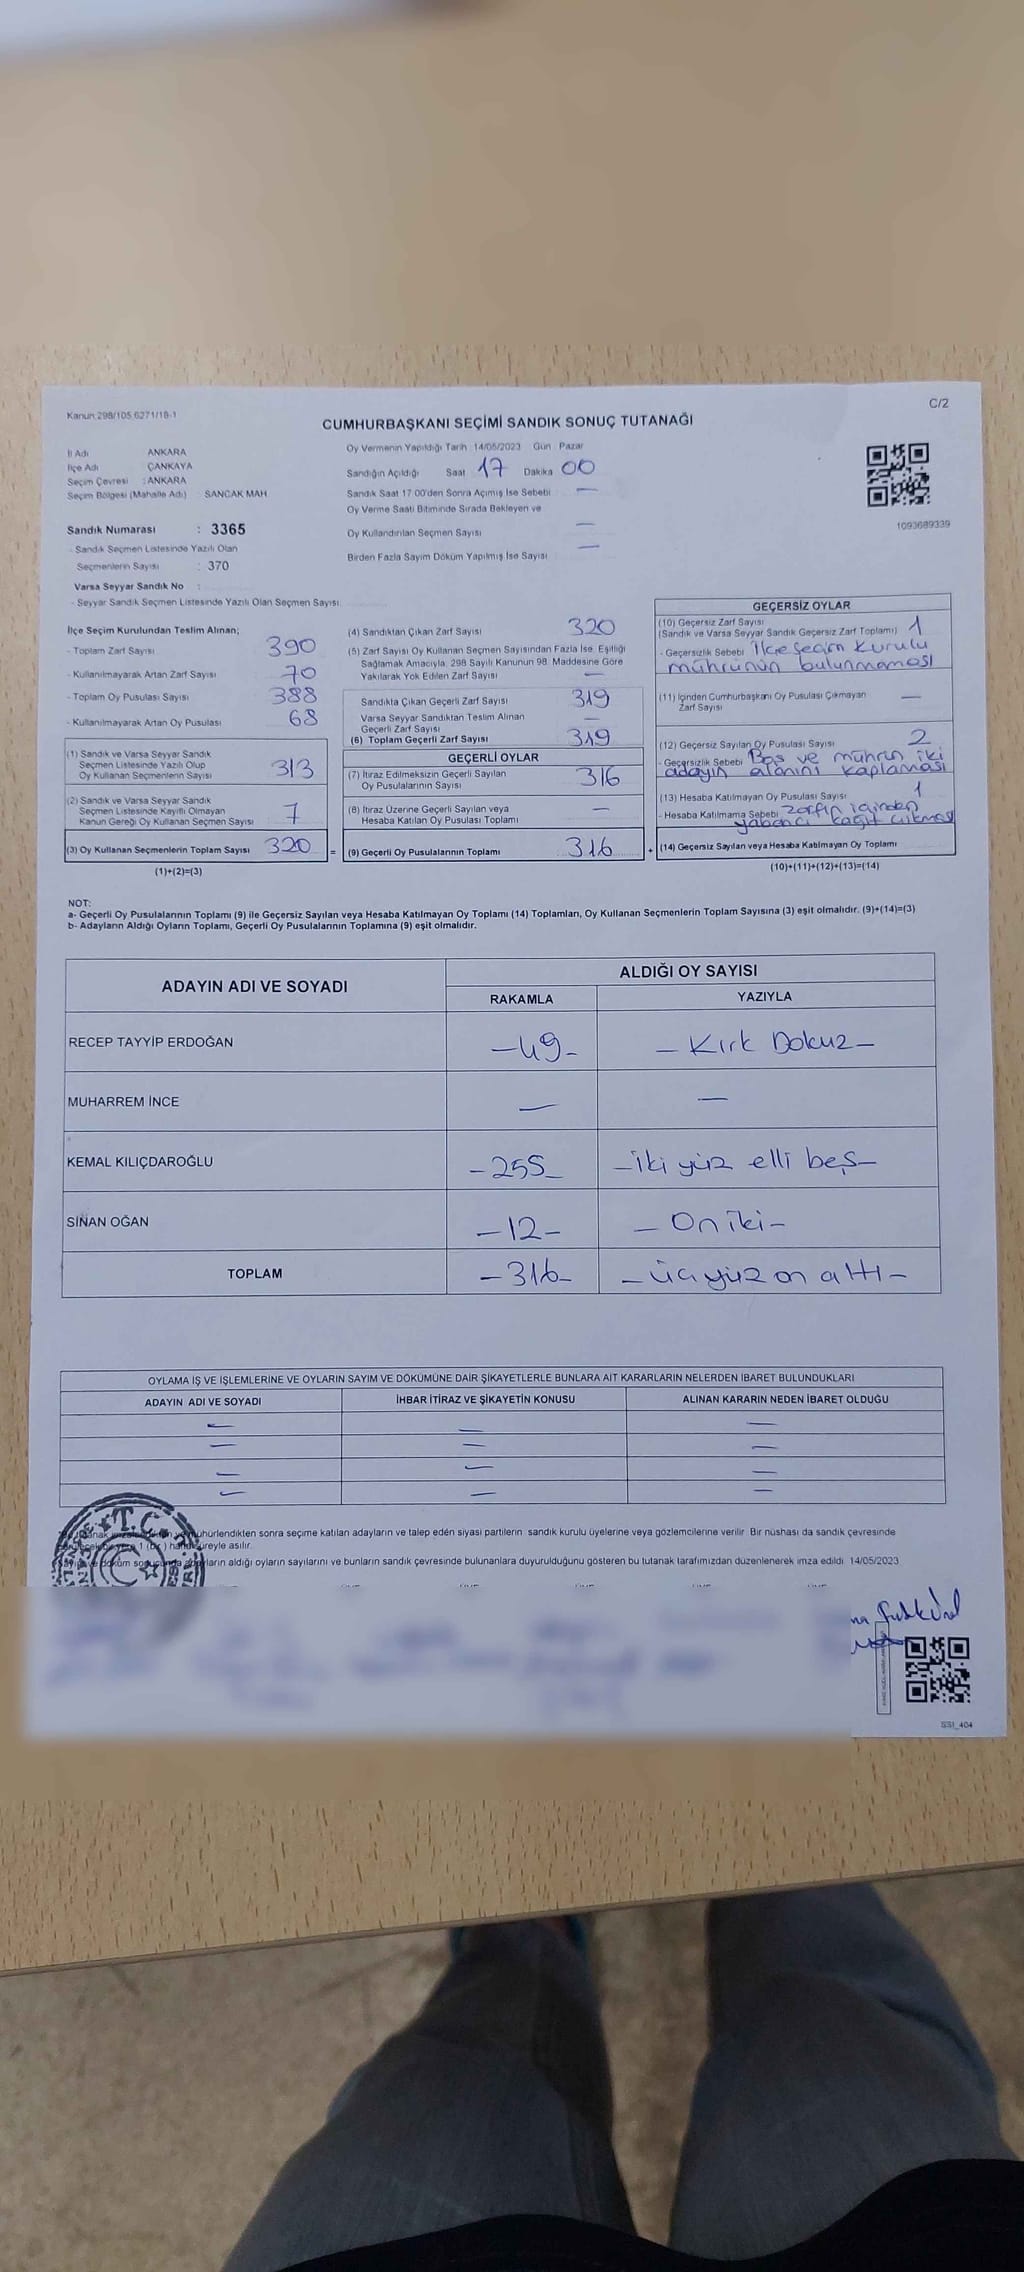 Kanun:298/105 6271/18-1
C/2
CUMHURBAŞKANI SEÇİMİ SANDIK SONUÇ TUTANAĞI
İl Adı ANKARA
İlçe Adı ÇANKAYA
Seçim Çevresi : ANKARA
Seçim Bölgesi (Mahalle Adı) SANCAK MAH
Sandık Numarası : 3365
- Sandık Seçmen Listesinde Yazılı Olan
Seçmenlerin Sayısı : 370
Varsa Seyyar Sandık No :
- Seyyar Sandık Seçmen Listesinde Yazılı Olan Seçmen Sayısı
Oy Vermenin Yapıldığı Tarih 14/05/2023 Gün Pazar
Sandığın Açıldığı Saat 17 Dakika 00
Sandık Saat 17 00'den Sonra Açılmış İse Sebebi —
Oy Verme Saati Bitiminde Sırada Bekleyen ve
Oy Kullandırılan Seçmen Sayısı —
Birden Fazla Sayım Döküm Yapılmış İse Sayısı —
1093689339
İlçe Seçim Kurulundan Teslim Alınan;
- Toplam Zarf Sayısı 390
- Kullanılmayarak Artan Zarf Sayısı 70
- Toplam Oy Pusulası Sayısı 388
- Kullanılmayarak Artan Oy Pusulası 68
(1) Sandık ve Varsa Seyyar Sandık
Seçmen Listesinde Yazılı Olup
Oy Kullanan Seçmenlerin Sayısı 313
(2) Sandık ve Varsa Seyyar Sandık
Seçmen Listesinde Kayıtlı Olmayan
Kanun Gereği Oy Kullanan Seçmen Sayısı 7
(3) Oy Kullanan Seçmenlerin Toplam Sayısı 320 =
(1)+(2)=(3)
(4) Sandıktan Çıkan Zarf Sayısı 320
(5) Zarf Sayısı Oy Kullanan Seçmen Sayısından Fazla İse. Eşitliği
Sağlamak Amacıyla. 298 Sayılı Kanunun 98. Maddesine Göre
Yakılarak Yok Edilen Zarf Sayısı —
Sandıkta Çıkan Geçerli Zarf Sayısı 319
Varsa Seyyar Sandıktan Teslim Alınan
Geçerli Zarf Sayısı —
(6) Toplam Geçerli Zarf Sayısı 319
GEÇERLİ OYLAR
(7) İtiraz Edilmeksizin Geçerli Sayılan
Oy Pusulalarının Sayısı 316
(8) İtiraz Üzerine Geçerli Sayılan veya
Hesaba Katılan Oy Pusulası Toplamı —
(9) Geçerli Oy Pusulalarının Toplamı 316 +
GEÇERSİZ OYLAR
(10) Geçersiz Zarf Sayısı
(Sandık ve Varsa Seyyar Sandık Geçersiz Zarf Toplamı) 1
- Geçersizlik Sebebi İlçe seçim kurulu
mührünün bulunmaması
(11) İçinden Cumhurbaşkanı Oy Pusulası Çıkmayan
Zarf Sayısı —
(12) Geçersiz Sayılan Oy Pusulası Sayısı 2
- Geçersizlik Sebebi Boş ve mührün iki
adayın alanını kaplaması
(13) Hesaba Katılmayan Oy Pusulası Sayısı 1
- Hesaba Katılmama Sebebi zarfın içinden
yabancı kağıt çıkması
(14) Geçersiz Sayılan veya Hesaba Katılmayan Oy Toplamı
(10)+(11)+(12)+(13)=(14)
NOT:
a- Geçerli Oy Pusulalarının Toplamı (9) ile Geçersiz Sayılan veya Hesaba Katılmayan Oy Toplamı (14) Toplamları, Oy Kullanan Seçmenlerin Toplam Sayısına (3) eşit olmalıdır. (9)+(14)=(3)
b- Adayların Aldığı Oyların Toplamı, Geçerli Oy Pusulalarının Toplamına (9) eşit olmalıdır.
ADAYIN ADI VE SOYADI ALDIĞI OY SAYISI
RAKAMLA YAZIYLA
RECEP TAYYİP ERDOĞAN -49- - Kırk Dokuz -
MUHARREM İNCE — —
KEMAL KILIÇDAROĞLU -255- - iki yüz elli beş -
SİNAN OĞAN -12- - On iki -
TOPLAM -316- - üçyüz on altı -
OYLAMA İŞ VE İŞLEMLERİNE VE OYLARIN SAYIM VE DÖKÜMÜNE DAİR ŞİKAYETLERLE BUNLARA AİT KARARLARIN NELERDEN İBARET BULUNDUKLARI
ADAYIN ADI VE SOYADI İHBAR İTİRAZ VE ŞİKAYETİN KONUSU ALINAN KARARIN NEDEN İBARET OLDUĞU
— — —
— — —
— — —
— — —
mühürlendikten sonra seçime katılan adayların ve talep eden siyasi partilerin sandık kurulu üyelerine veya gözlemcilerine verilir Bir nüshası da sandık çevresinde
1 (bir) hafta süreyle asılır.
adayların aldığı oyların sayılarını ve bunların sandık çevresinde bulunanlara duyurulduğunu gösteren bu tutanak tarafımızdan düzenlenerek imza edildi 14/05/2023
T.C.
SSI_404